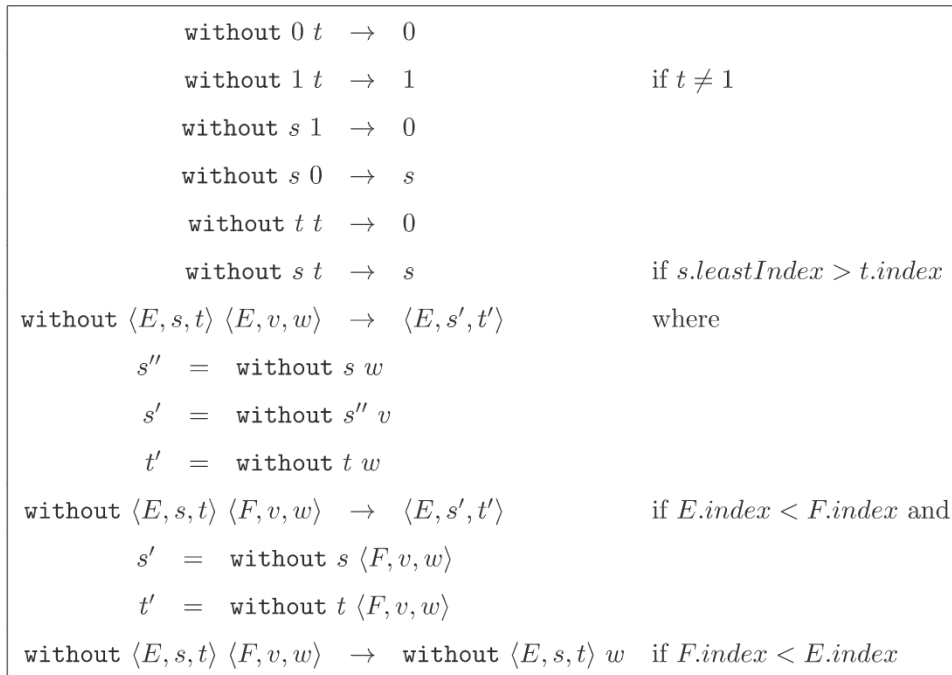 without 0 t → 0
without 1 t → 1 if t ≠ 1
without s 1 → 0
without s 0 → s
without t t → 0
without s t → s if s.leastIndex > t.index
without ⟨E, s, t⟩ ⟨E, v, w⟩ → ⟨E, s′, t′⟩ where
s″ = without s w
s′ = without s″ v
t′ = without t w
without ⟨E, s, t⟩ ⟨F, v, w⟩ → ⟨E, s′, t′⟩ if E.index < F.index and
s′ = without s ⟨F, v, w⟩
t′ = without t ⟨F, v, w⟩
without ⟨E, s, t⟩ ⟨F, v, w⟩ → without ⟨E, s, t⟩ w if F.index < E.index